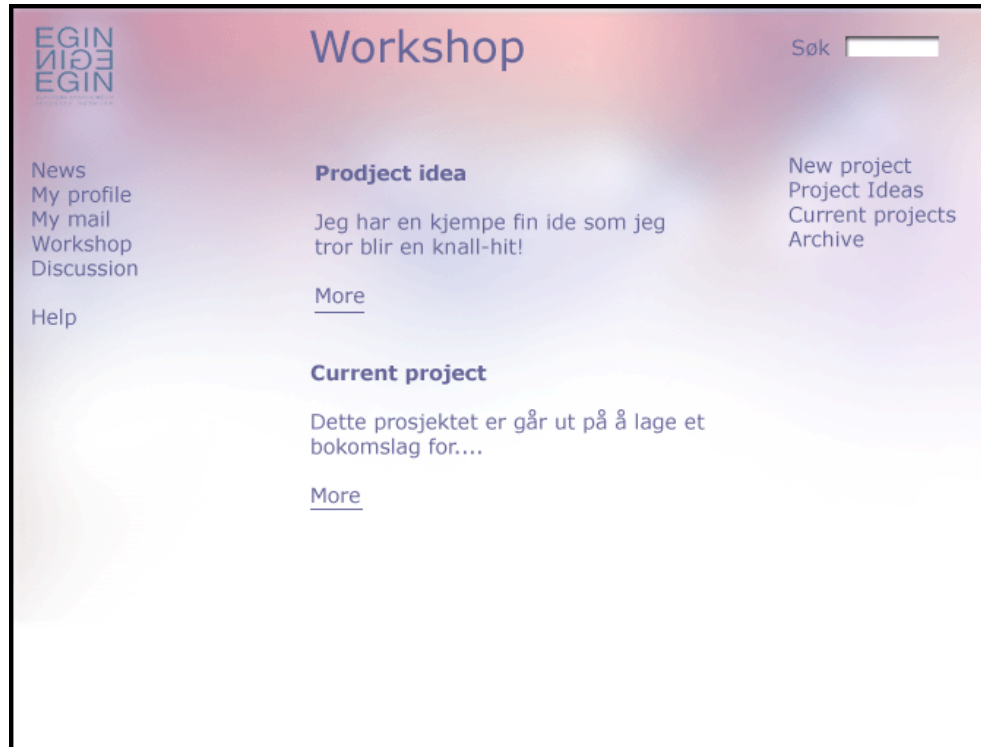 EGIN
EGIN
EGIN
Workshop
Søk
News
My profile
My mail
Workshop
Discussion
Help
Prodject idea
Jeg har en kjempe fin ide som jeg
tror blir en knall-hit!
More
Current project
Dette prosjektet er går ut på å lage et
bokomslag for....
More
New project
Project Ideas
Current projects
Archive